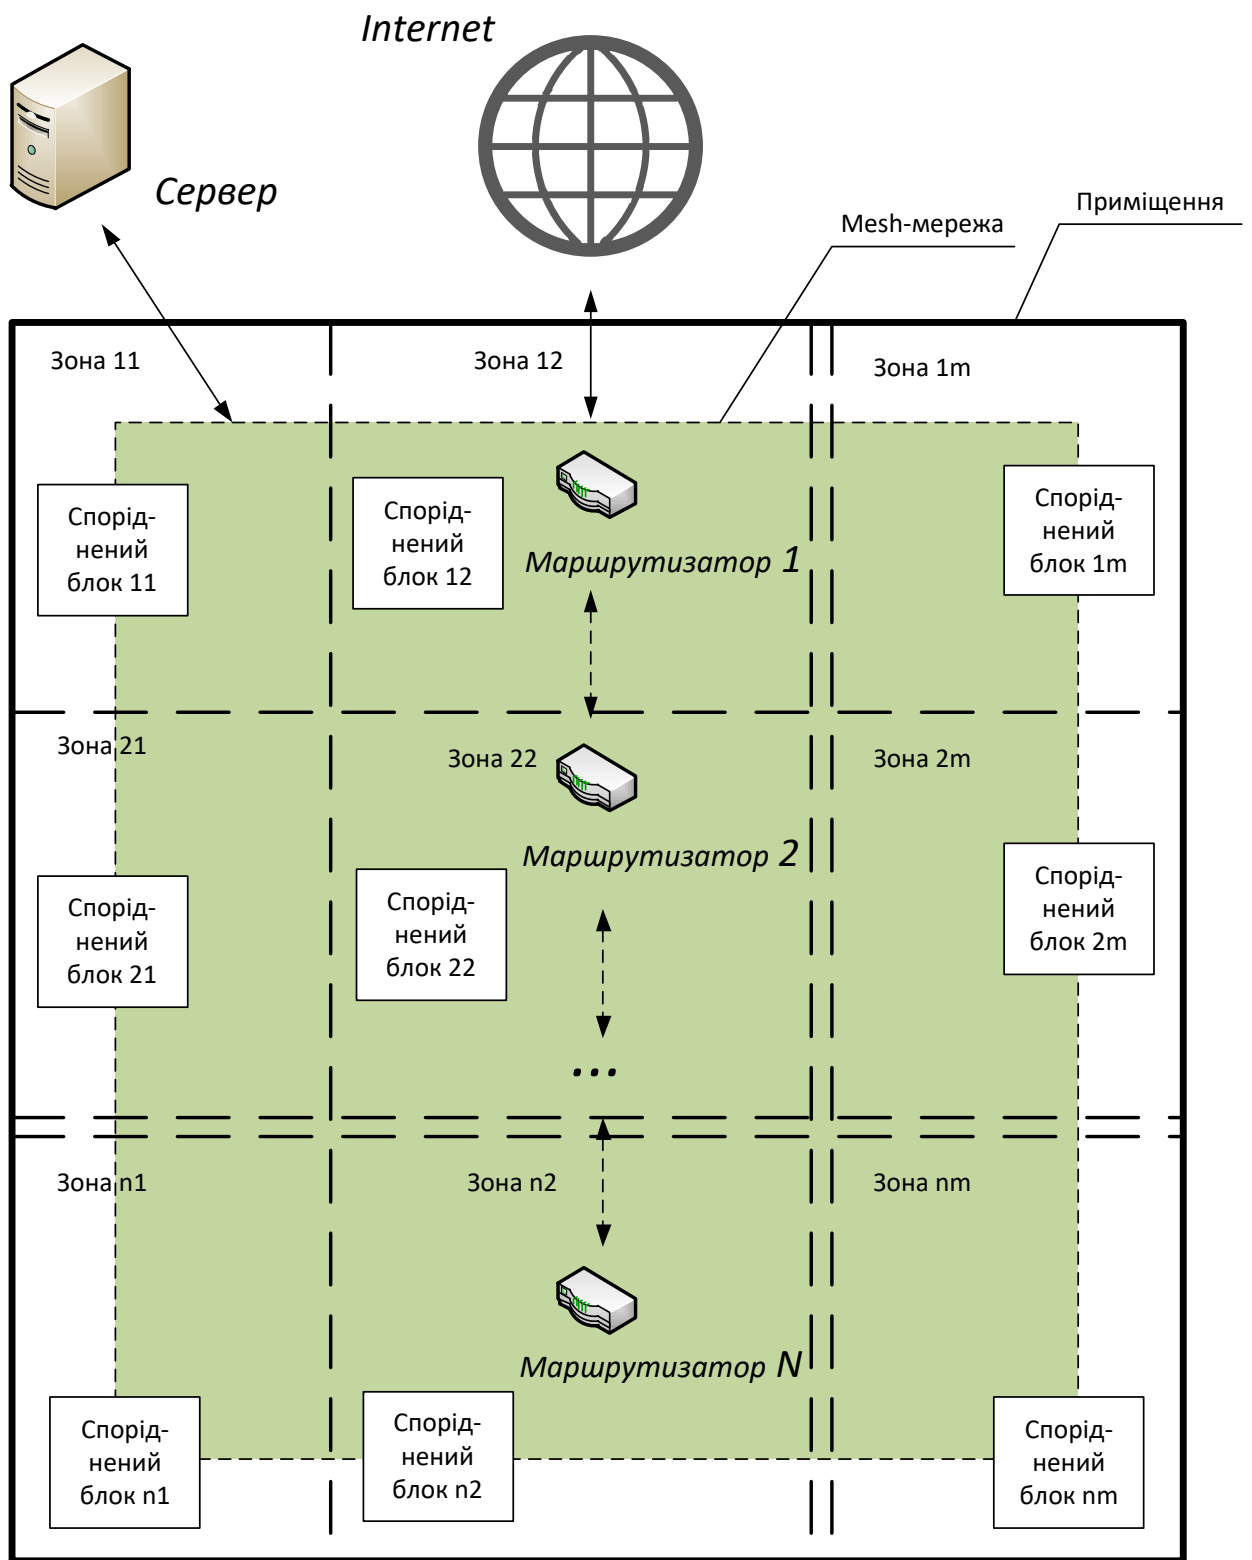 Internet
Сервер
Приміщення
Mesh-мережа
Зона 11
Зона 12
Зона 1m
Спорід-
нений
блок 11
Спорід-
нений
блок 12
Маршрутизатор 1
Спорід-
нений
блок 1m
Зона 21
Зона 22
Зона 2m
Маршрутизатор 2
Спорід-
нений
блок 21
Спорід-
нений
блок 22
Спорід-
нений
блок 2m
...
Зона n1
Зона n2
Зона nm
Маршрутизатор N
Спорід-
нений
блок n1
Спорід-
нений
блок n2
Спорід-
нений
блок nm